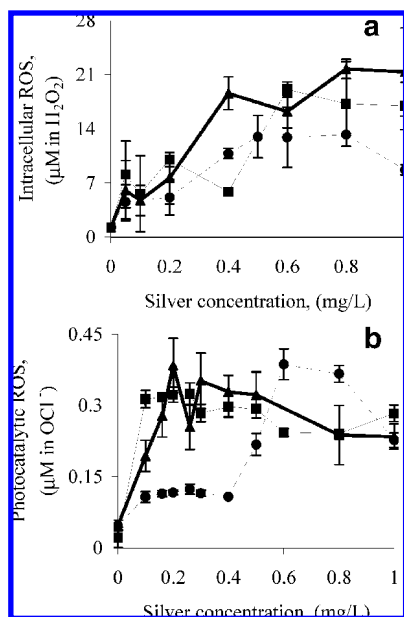 a
Intracellular ROS,
(μM in H₂O₂)
28
21
14
7
0
0 0.2 0.4 0.6 0.8
Silver concentration, (mg/L)
b
Photocatalytic ROS,
(μM in OCl⁻)
0.45
0.3
0.15
0
0 0.2 0.4 0.6 0.8 1
Silver concentration, (mg/L)